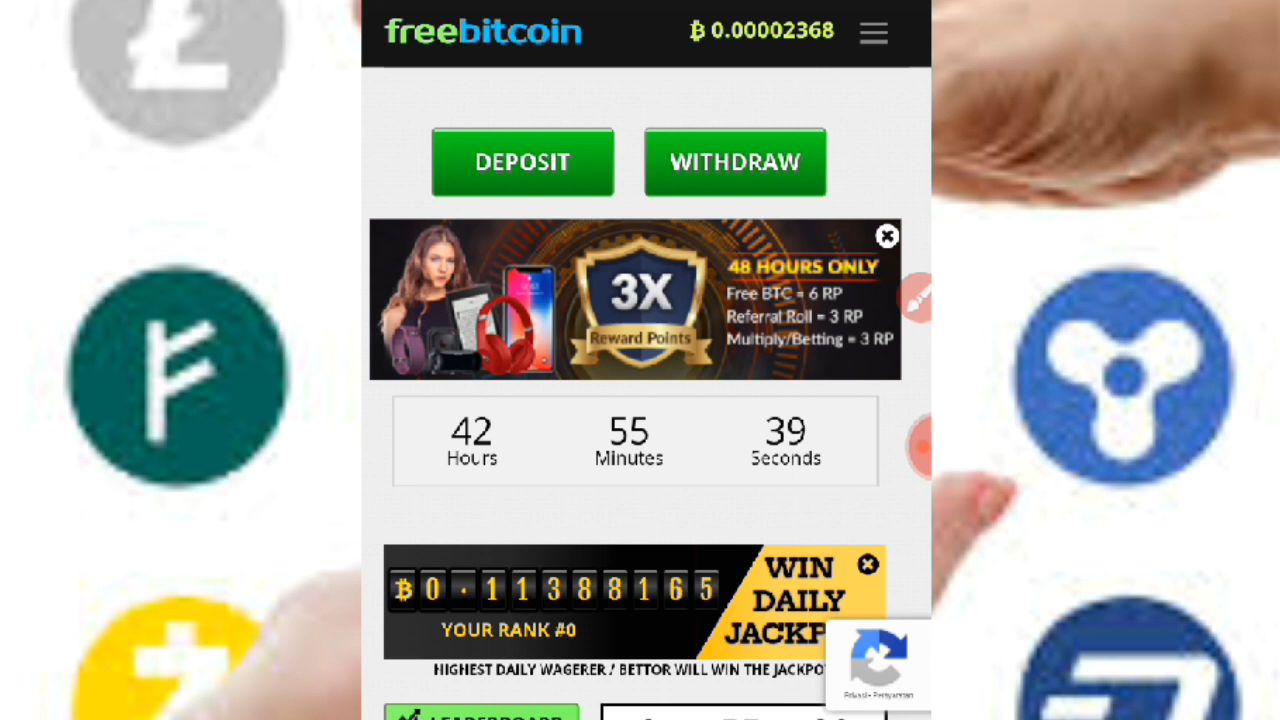 freebitcoin
₿ 0.00002368
DEPOSIT
WITHDRAW
3X
Reward Points
48 HOURS ONLY
Free BTC = 6 RP
Referral Roll = 3 RP
Multiply/Betting = 3 RP
42
55
39
Hours
Minutes
Seconds
₿0.11388165
YOUR RANK #0
WIN
DAILY
JACKP
HIGHEST DAILY WAGERER / BETTOR WILL WIN THE JACKPO
LEADERBOARD